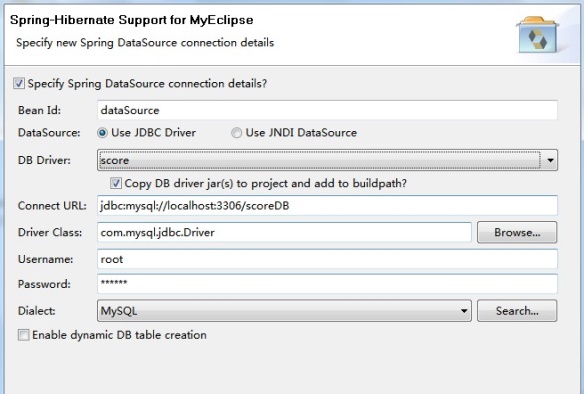 Spring-Hibernate Support for MyEclipse
Specify new Spring DataSource connection details
Specify Spring DataSource connection details?
Bean Id: dataSource
DataSource: Use JDBC Driver Use JNDI DataSource
DB Driver: score
Copy DB driver jar(s) to project and add to buildpath?
Connect URL: jdbc:mysql://localhost:3306/scoreDB
Driver Class: com.mysql.jdbc.Driver Browse...
Username: root
Password: ******
Dialect: MySQL Search...
Enable dynamic DB table creation